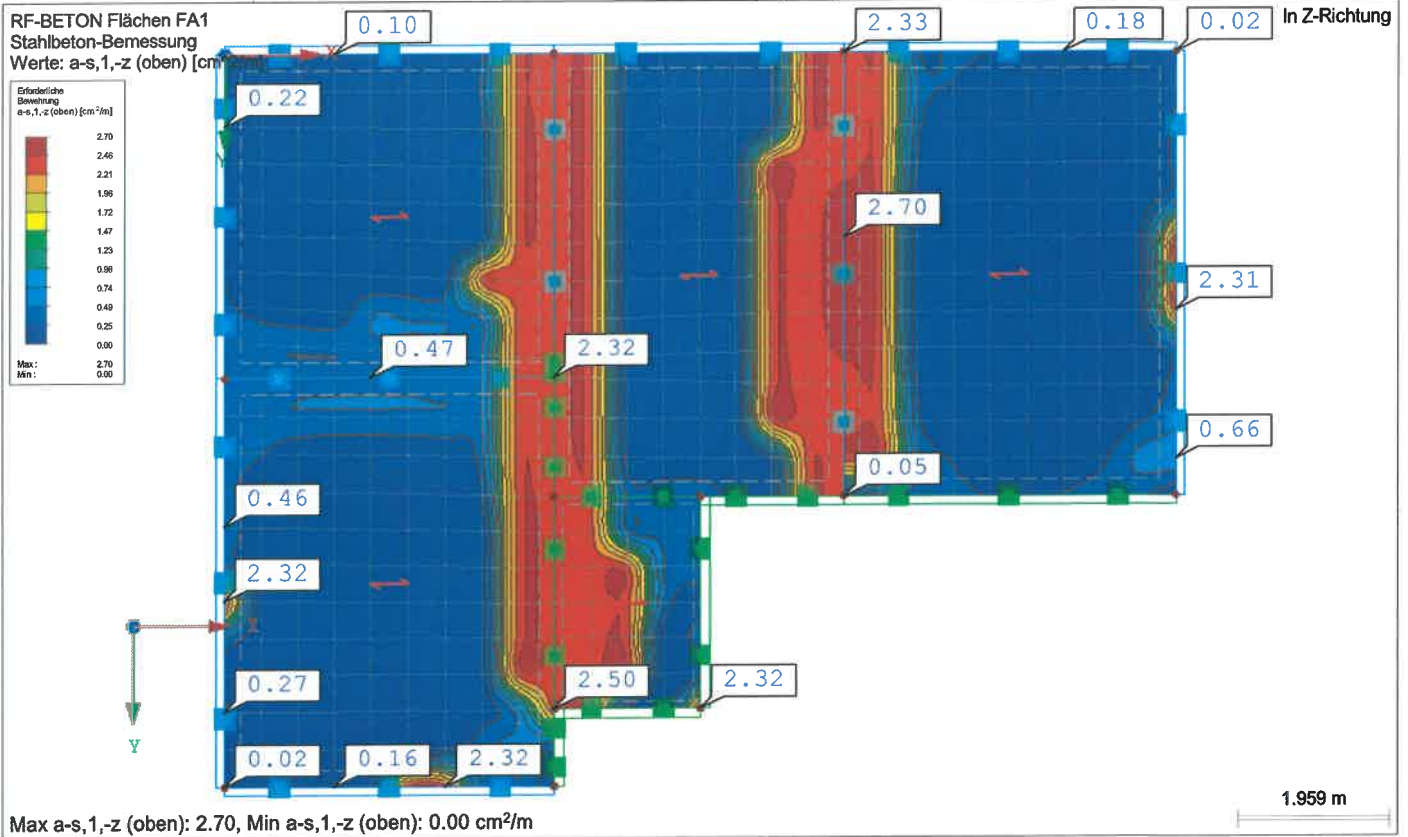 RF-BETON Flächen FA1
Stahlbeton-Bemessung
Werte: a-s,1,-z (oben) [cm
In Z-Richtung
Erforderliche
Bewehrung
a-s,1,-z (oben) [cm²/m]
2.70
2.46
2.21
1.96
1.72
1.47
1.23
0.98
0.74
0.49
0.25
0.00
Max : 2.70
Min : 0.00
0.10
2.33
0.18
0.02
X
0.22
2.70
2.31
0.47
2.32
0.66
0.05
0.46
2.32
X
0.27
2.50
2.32
Y
0.02
0.16
2.32
1.959 m
Max a-s,1,-z (oben): 2.70, Min a-s,1,-z (oben): 0.00 cm²/m